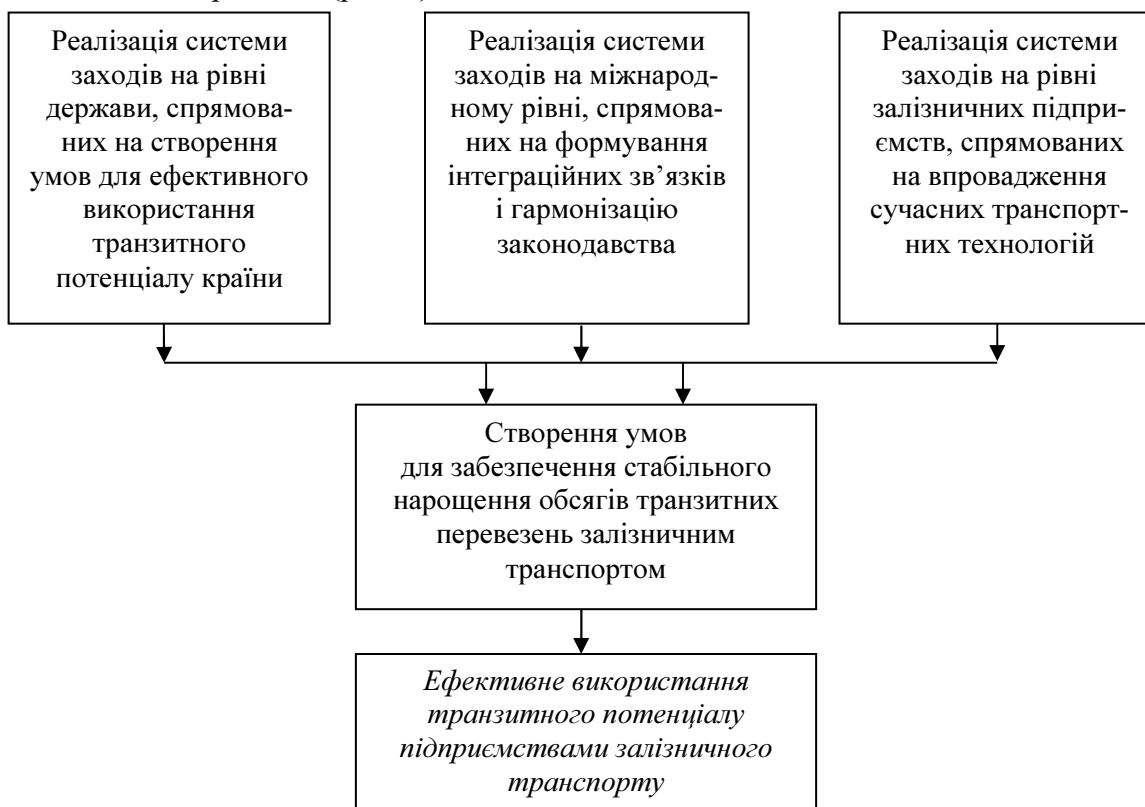 Реалізація системи
заходів на рівні
держави, спрямова-
них на створення
умов для ефективного
використання
транзитного
потенціалу країни
Реалізація системи
заходів на міжнарод-
ному рівні, спрямова-
них на формування
інтеграційних зв’язків
і гармонізацію
законодавства
Реалізація системи
заходів на рівні
залізничних підпри-
ємств, спрямованих
на впровадження
сучасних транспорт-
них технологій
Створення умов
для забезпечення стабільного
нарощення обсягів транзитних
перевезень залізничним
транспортом
Ефективне використання
транзитного потенціалу
підприємствами залізничного
транспорту